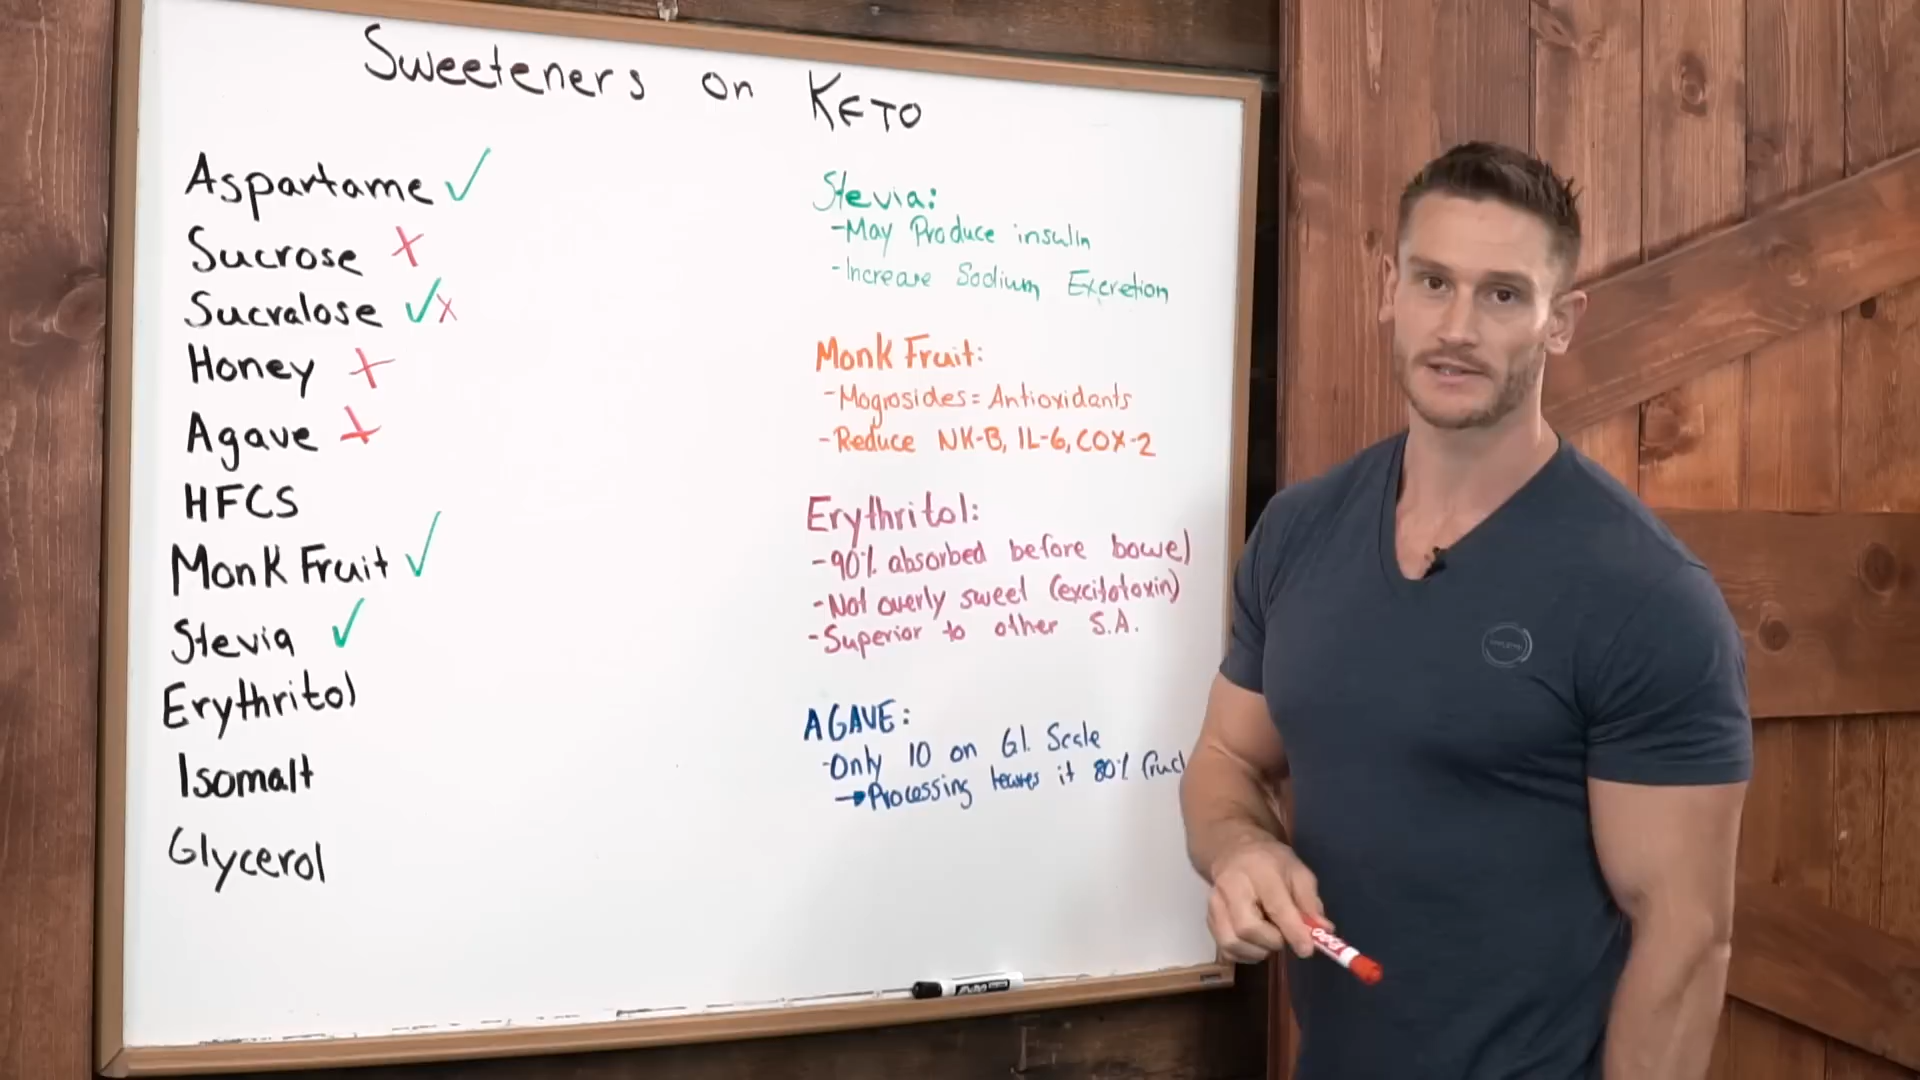 Sweeteners on KETO
Aspartame ✓
Sucrose X
Sucralose ✓x
Honey X
Agave X
HFCS
Monk Fruit ✓
Stevia ✓
Erythritol
Isomalt
Glycerol
Stevia:
-May Produce insulin
-Increase Sodium Excretion
Monk Fruit:
-Mogrosides = Antioxidants
-Reduce NK-B, IL-6, COX-2
Erythritol:
-90% absorbed before bowel
-Not overly sweet (excitotoxin)
-Superior to other S.A.
AGAVE:
-Only 10 on Gl. Scale
→Processing leaves it 80%
EXPO